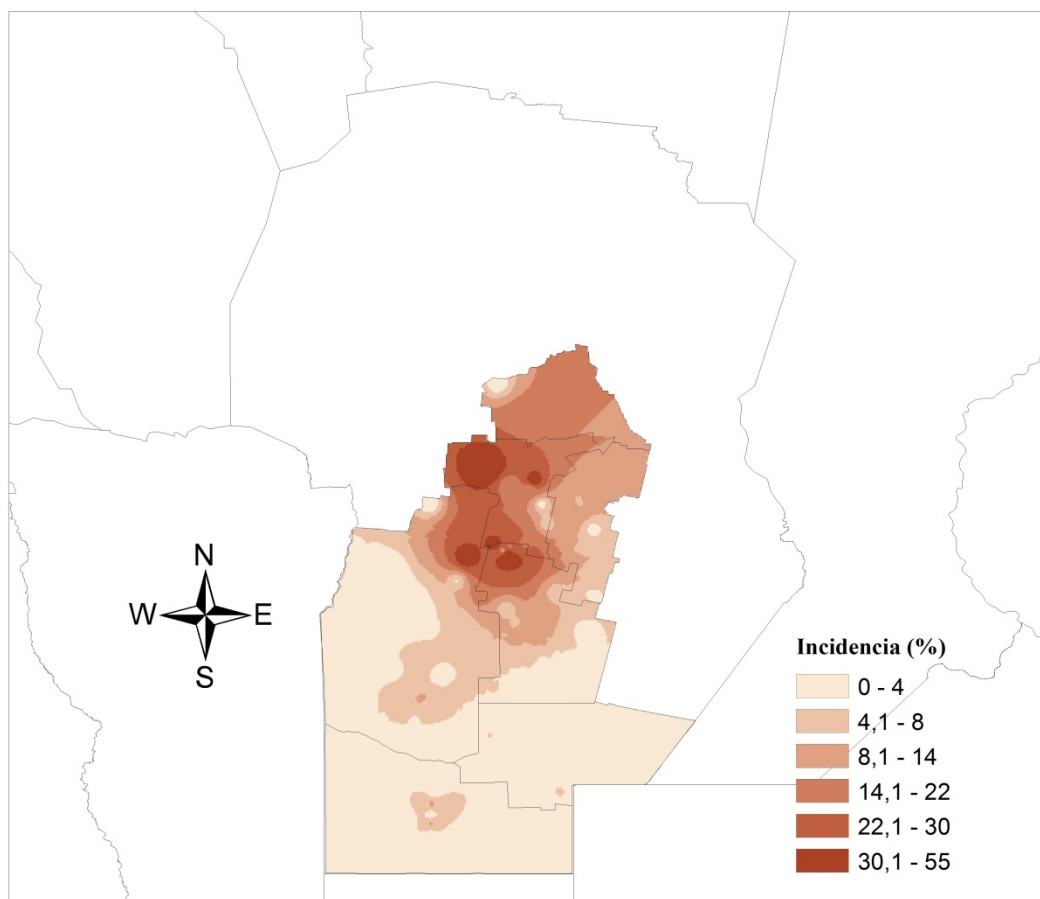 N
W E
S
Incidencia (%)
0 - 4
4,1 - 8
8,1 - 14
14,1 - 22
22,1 - 30
30,1 - 55